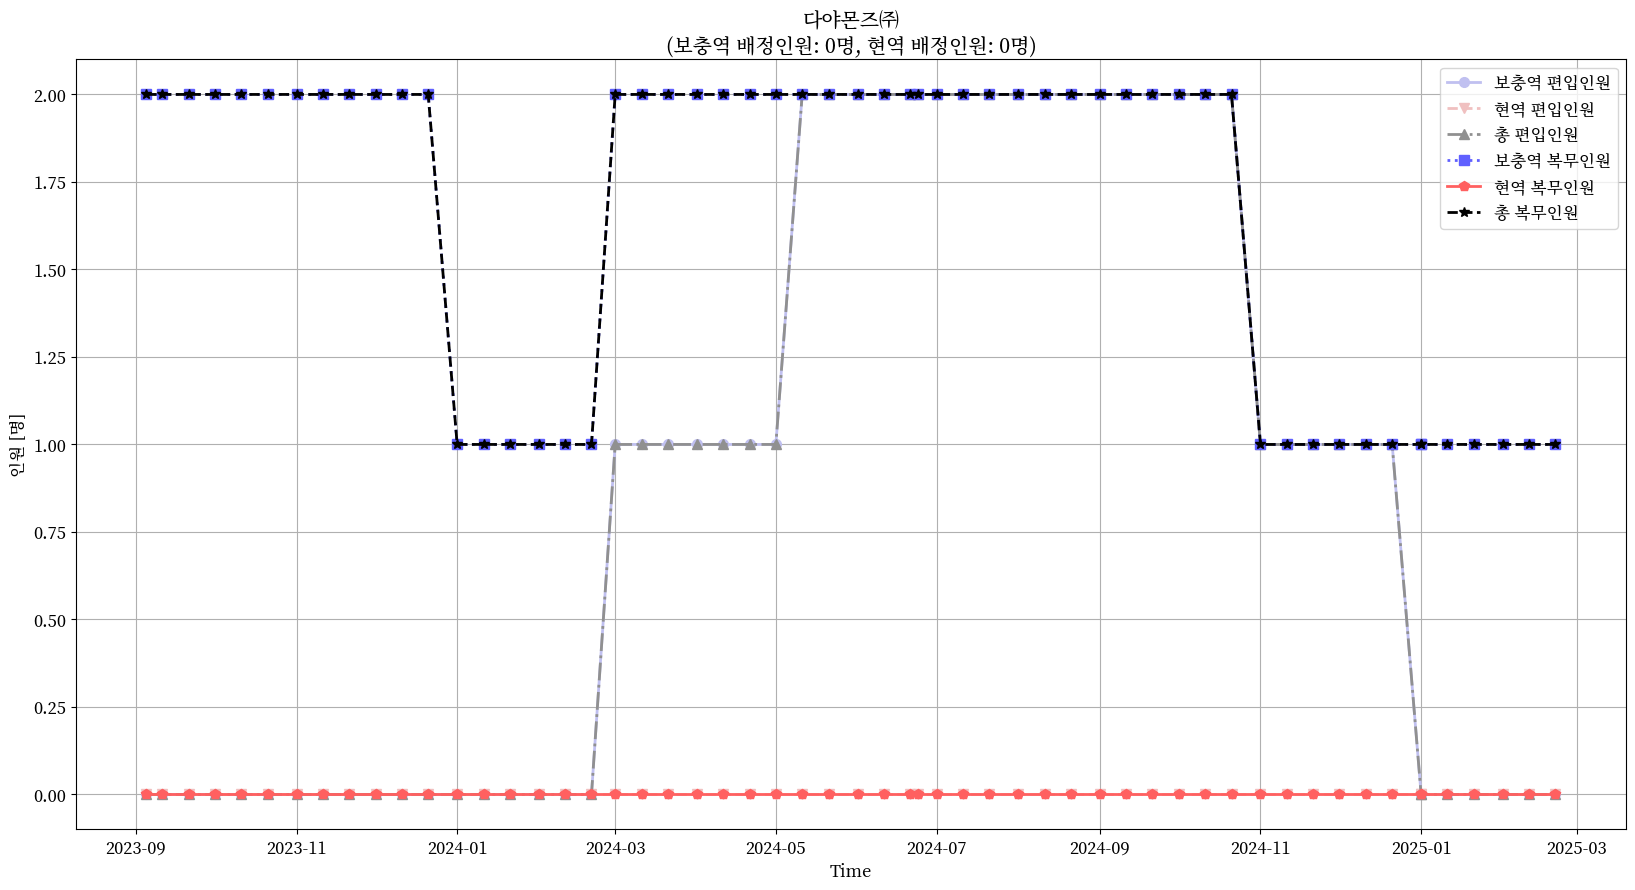 다야몬즈㈜
(보충역 배정인원: 0명, 현역 배정인원: 0명)
보충역 편입인원
현역 편입인원
총 편입인원
보충역 복무인원
현역 복무인원
총 복무인원
인원 [명]
2.00
1.75
1.50
1.25
1.00
0.75
0.50
0.25
0.00
2023-09 2023-11 2024-01 2024-03 2024-05 2024-07 2024-09 2024-11 2025-01 2025-03
Time